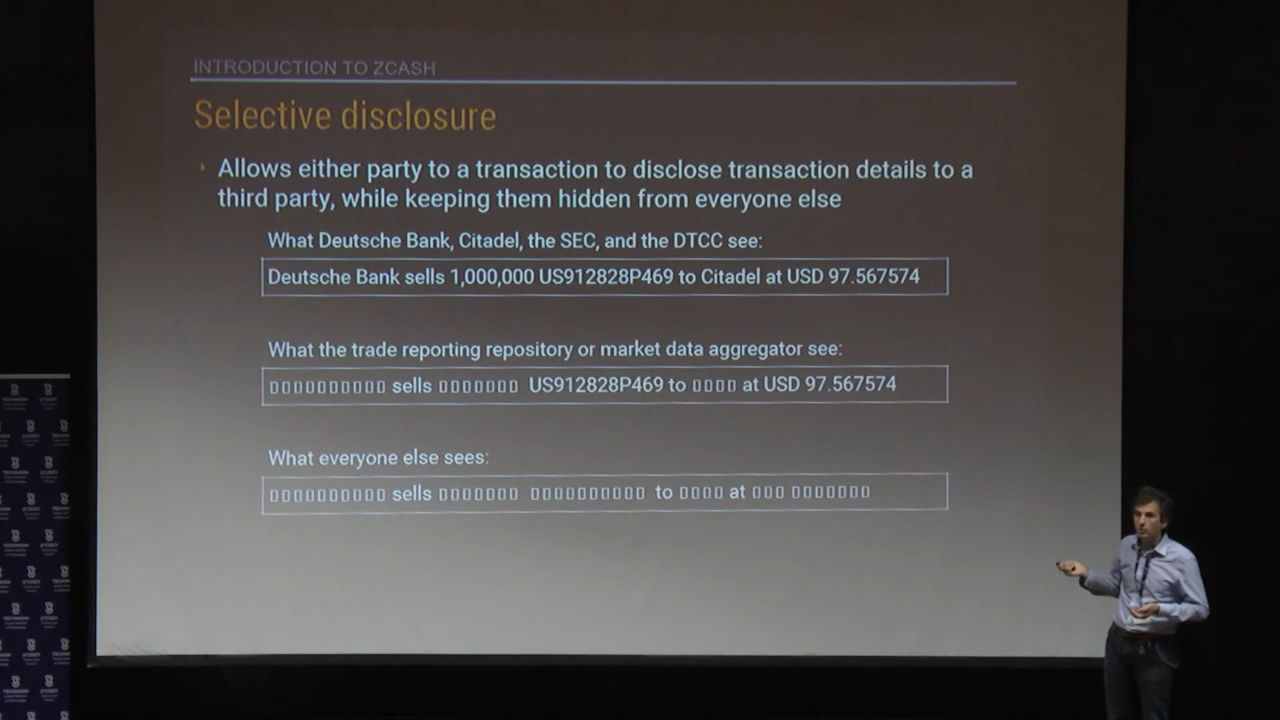 INTRODUCTION TO ZCASH
Selective disclosure
Allows either party to a transaction to disclose transaction details to a
third party, while keeping them hidden from everyone else
What Deutsche Bank, Citadel, the SEC, and the DTCC see:
Deutsche Bank sells 1,000,000 US912828P469 to Citadel at USD 97.567574
What the trade reporting repository or market data aggregator see:
▯▯▯▯▯▯▯▯▯▯ sells ▯▯▯▯▯▯▯ US912828P469 to ▯▯▯▯ at USD 97.567574
What everyone else sees:
▯▯▯▯▯▯▯▯▯▯ sells ▯▯▯▯▯▯▯ ▯▯▯▯▯▯▯▯▯▯ to ▯▯▯▯ at ▯▯▯ ▯▯▯▯▯▯▯
TECHNION